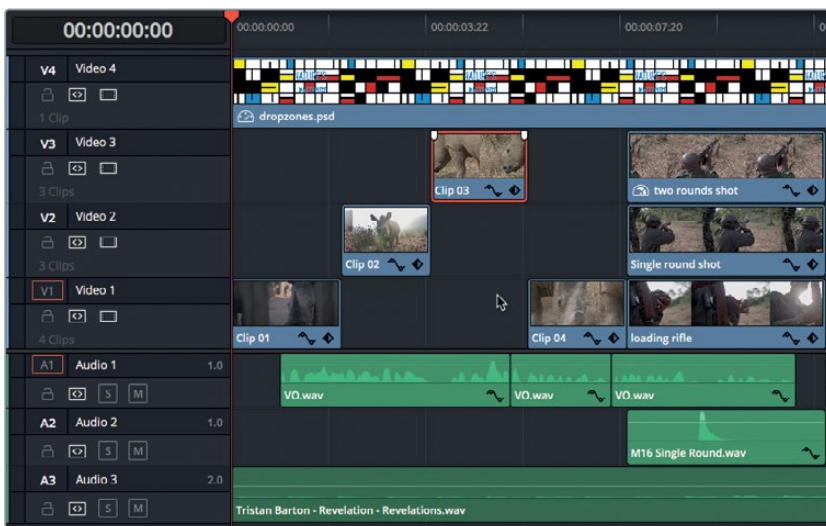 00:00:00:00
00:00:00:00 00:00:03:22 00:00:07:20 0
V4 Video 4
1 Clip
dropzones.psd
V3 Video 3
3 Clips
Clip 03
two rounds shot
V2 Video 2
3 Clips
Clip 02
Single round shot
V1 Video 1
4 Clips
Clip 01
Clip 04
loading rifle
A1 Audio 1 1.0
S M
VO.wav
VO.wav
VO.wav
A2 Audio 2 1.0
S M
M16 Single Round.wav
A3 Audio 3 2.0
S M
Tristan Barton - Revelation - Revelations.wav